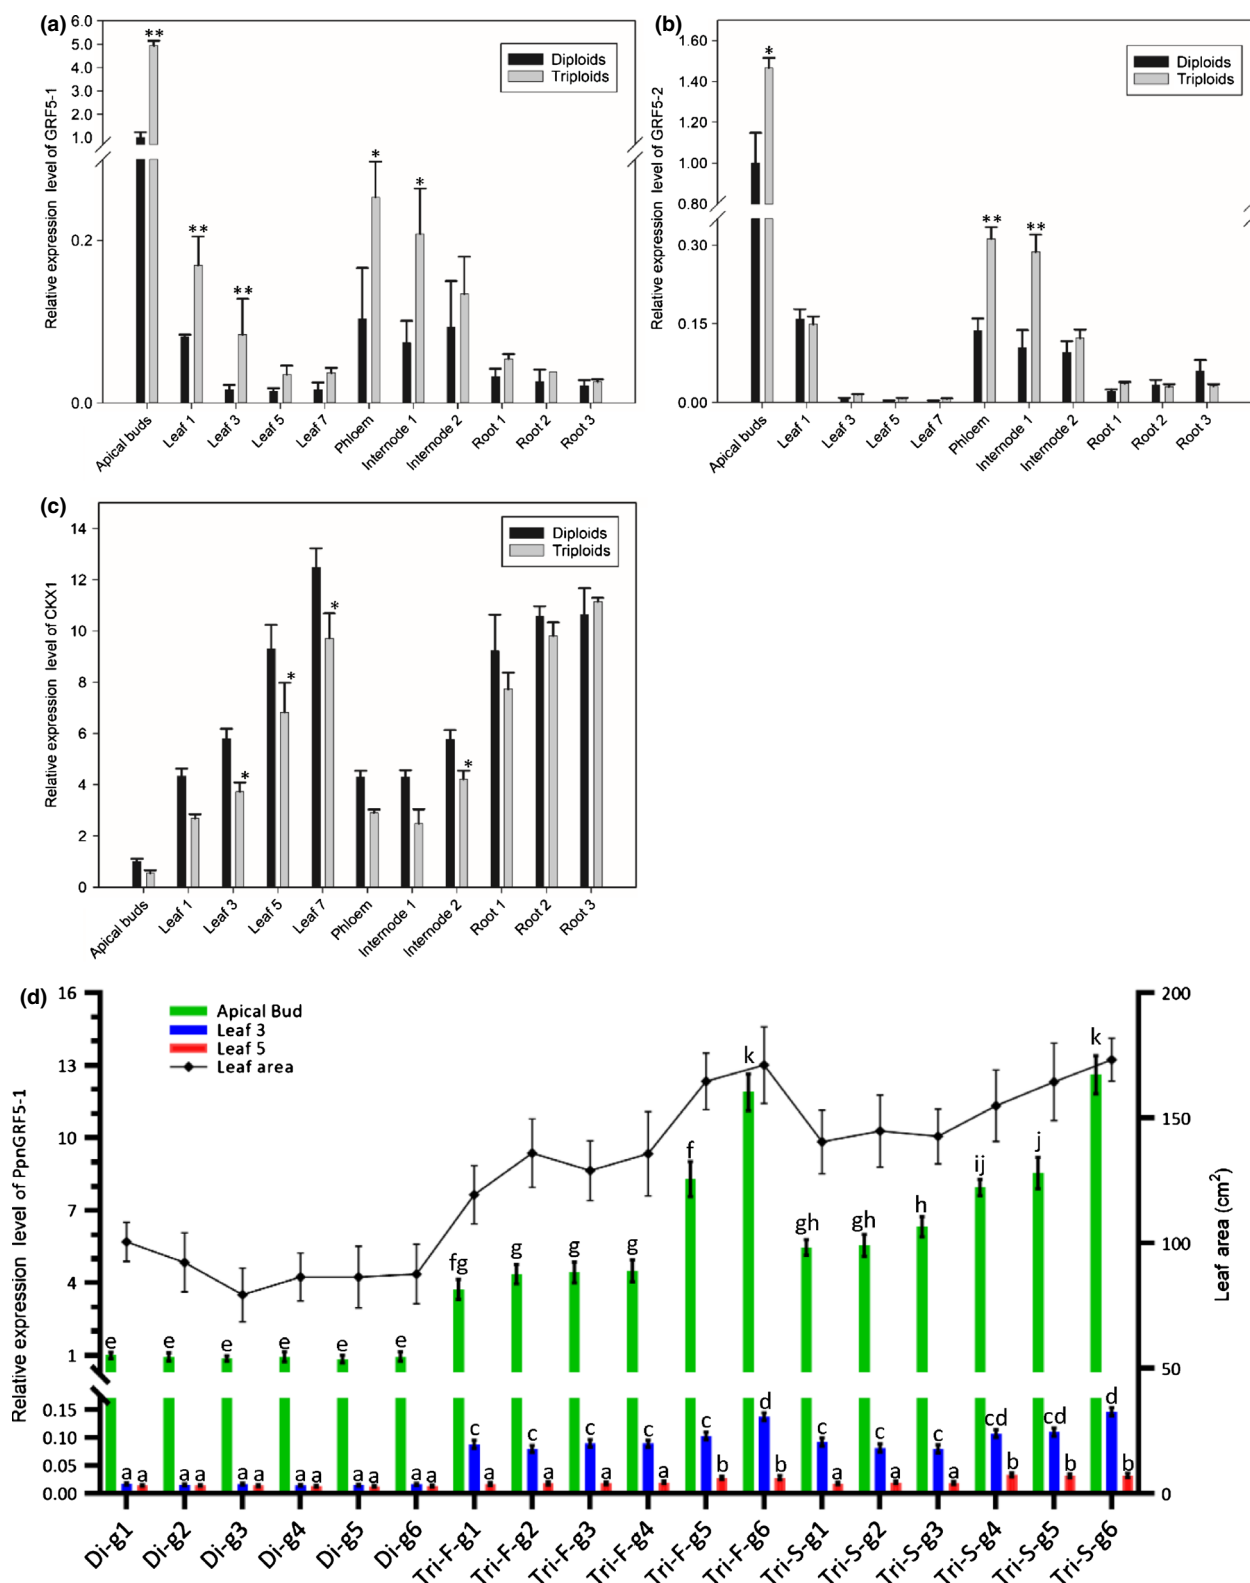 (a)
Relative expression level of GRF5-1
6.0
5.0
4.0
3.0
2.0
1.0
0.2
0.0
**
**
**
*
*
Diploids
Triploids
Apical buds
Leaf 1
Leaf 3
Leaf 5
Leaf 7
Phloem
Internode 1
Internode 2
Root 1
Root 2
Root 3
(b)
Relative expression level of GRF5-2
1.60
1.40
1.20
1.00
0.80
0.30
0.15
0.00
*
**
**
Diploids
Triploids
Apical buds
Leaf 1
Leaf 3
Leaf 5
Leaf 7
Phloem
Internode 1
Internode 2
Root 1
Root 2
Root 3
(c)
Relative expression level of CKX1
14
12
10
8
6
4
2
0
*
*
*
*
Diploids
Triploids
Apical buds
Leaf 1
Leaf 3
Leaf 5
Leaf 7
Phloem
Internode 1
Internode 2
Root 1
Root 2
Root 3
(d)
Relative expression level of PpnGRF5-1
16
13
10
7
4
1
0.15
0.10
0.05
0.00
Apical Bud
Leaf 3
Leaf 5
Leaf area
e e e e e e fg g g g f k gh gh h ij j k
a a a a a a c c c c c d c c c cd cd d
a a a a a a a a a a b b a a a b b b
200
150
100
50
0
Leaf area (cm2)
Di-g1
Di-g2
Di-g3
Di-g4
Di-g5
Di-g6
Tri-F-g1
Tri-F-g2
Tri-F-g3
Tri-F-g4
Tri-F-g5
Tri-F-g6
Tri-S-g1
Tri-S-g2
Tri-S-g3
Tri-S-g4
Tri-S-g5
Tri-S-g6